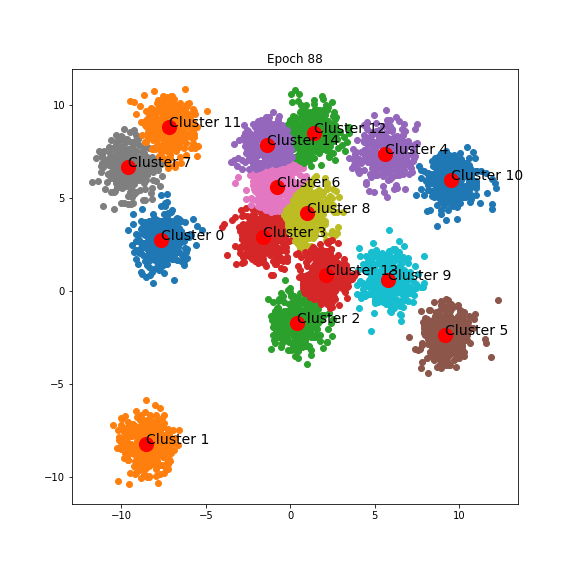 Epoch 88
10
5
0
−5
−10
−10
−5
0
5
10
Cluster 11
Cluster 12
Cluster 14
Cluster 4
Cluster 7
Cluster 10
Cluster 6
Cluster 8
Cluster 0
Cluster 3
Cluster 13
Cluster 9
Cluster 2
Cluster 5
Cluster 1